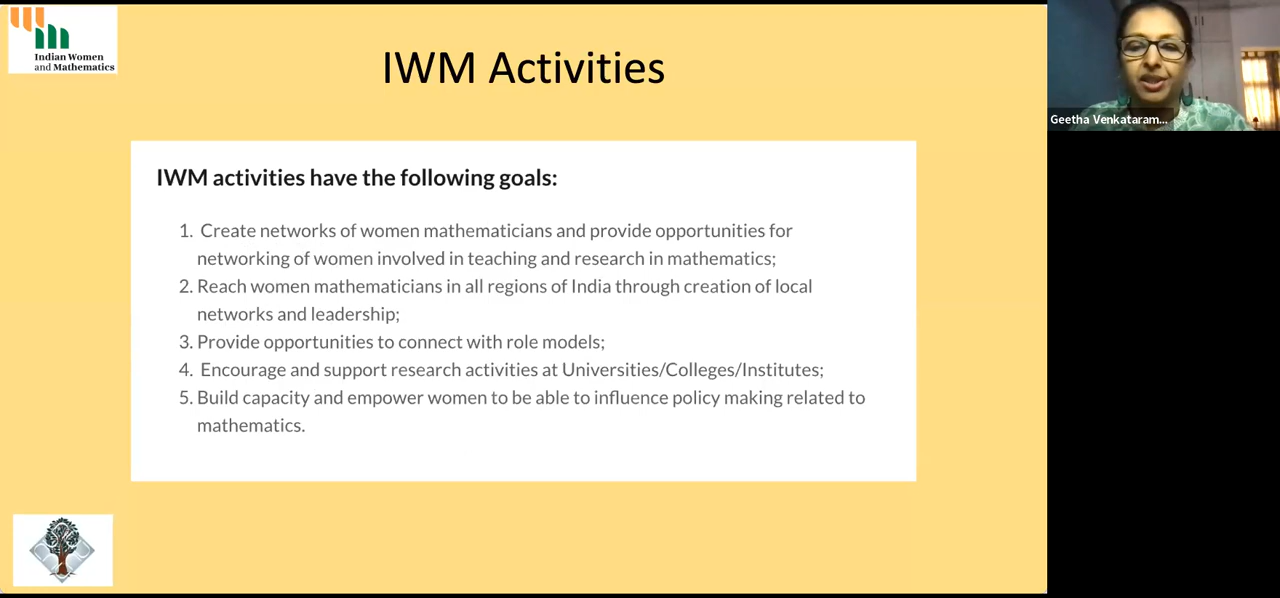 Indian Women
and Mathematics
IWM Activities
Geetha Venkataram...
IWM activities have the following goals:
1. Create networks of women mathematicians and provide opportunities for
networking of women involved in teaching and research in mathematics;
2. Reach women mathematicians in all regions of India through creation of local
networks and leadership;
3. Provide opportunities to connect with role models;
4. Encourage and support research activities at Universities/Colleges/Institutes;
5. Build capacity and empower women to be able to influence policy making related to
mathematics.